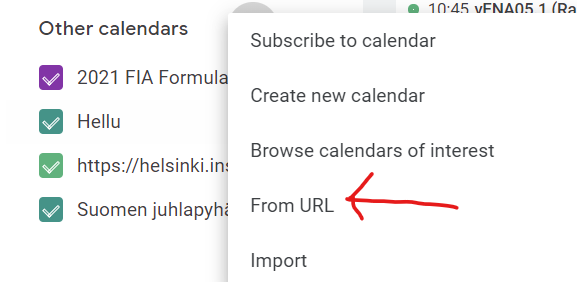 Other calendars
2021 FIA Formula
Hellu
https://helsinki.ins
Suomen juhlapyhä
10:45 vENA05.1 (Ra
Subscribe to calendar
Create new calendar
Browse calendars of interest
From URL
Import